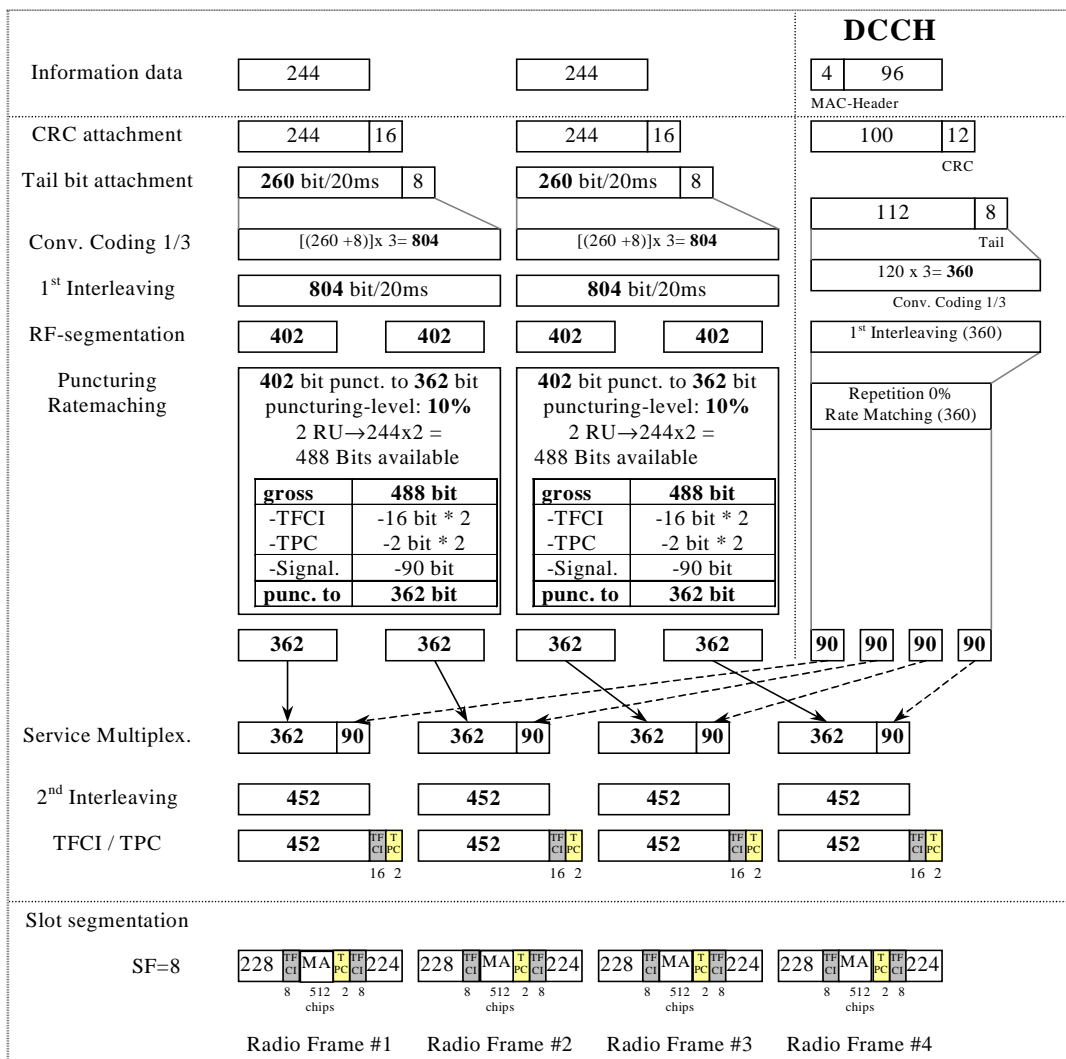 DCCH
Information data
244
244
4 96
MAC-Header
CRC attachment
244 16
244 16
100 12
CRC
Tail bit attachment
260 bit/20ms 8
260 bit/20ms 8
112 8
Tail
Conv. Coding 1/3
[(260 +8)]x 3= 804
[(260 +8)]x 3= 804
120 x 3= 360
Conv. Coding 1/3
1st Interleaving
804 bit/20ms
804 bit/20ms
1st Interleaving (360)
RF-segmentation
402 402
402 402
Puncturing
Ratemaching
402 bit punct. to 362 bit
puncturing-level: 10%
2 RU→244x2 =
488 Bits available
gross 488 bit
-TFCI -16 bit * 2
-TPC -2 bit * 2
-Signal. -90 bit
punc. to 362 bit
402 bit punct. to 362 bit
puncturing-level: 10%
2 RU→244x2 =
488 Bits available
gross 488 bit
-TFCI -16 bit * 2
-TPC -2 bit * 2
-Signal. -90 bit
punc. to 362 bit
Repetition 0%
Rate Matching (360)
362 362 362 362
90 90 90 90
Service Multiplex.
362 90
362 90
362 90
362 90
2nd Interleaving
452 452 452 452
TFCI / TPC
452 TFCI TPC
16 2
452 TFCI TPC
16 2
452 TFCI TPC
16 2
452 TFCI TPC
16 2
Slot segmentation
SF=8
228 TFCI MA TPC TFCI 224
8 512 2 8
chips
228 TFCI MA TPC TFCI 224
8 512 2 8
chips
228 TFCI MA TPC TFCI 224
8 512 2 8
chips
228 TFCI MA TPC TFCI 224
8 512 2 8
chips
Radio Frame #1
Radio Frame #2
Radio Frame #3
Radio Frame #4